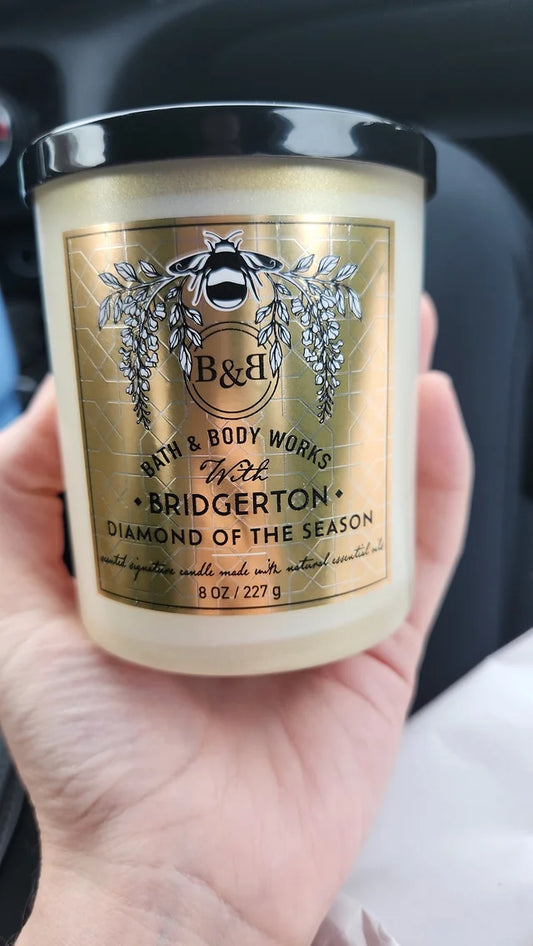 B&B
BATH & BODY WORKS
With
• BRIDGERTON •
DIAMOND OF THE SEASON
scented signature candle made with natural essential oils
8 OZ / 227 g